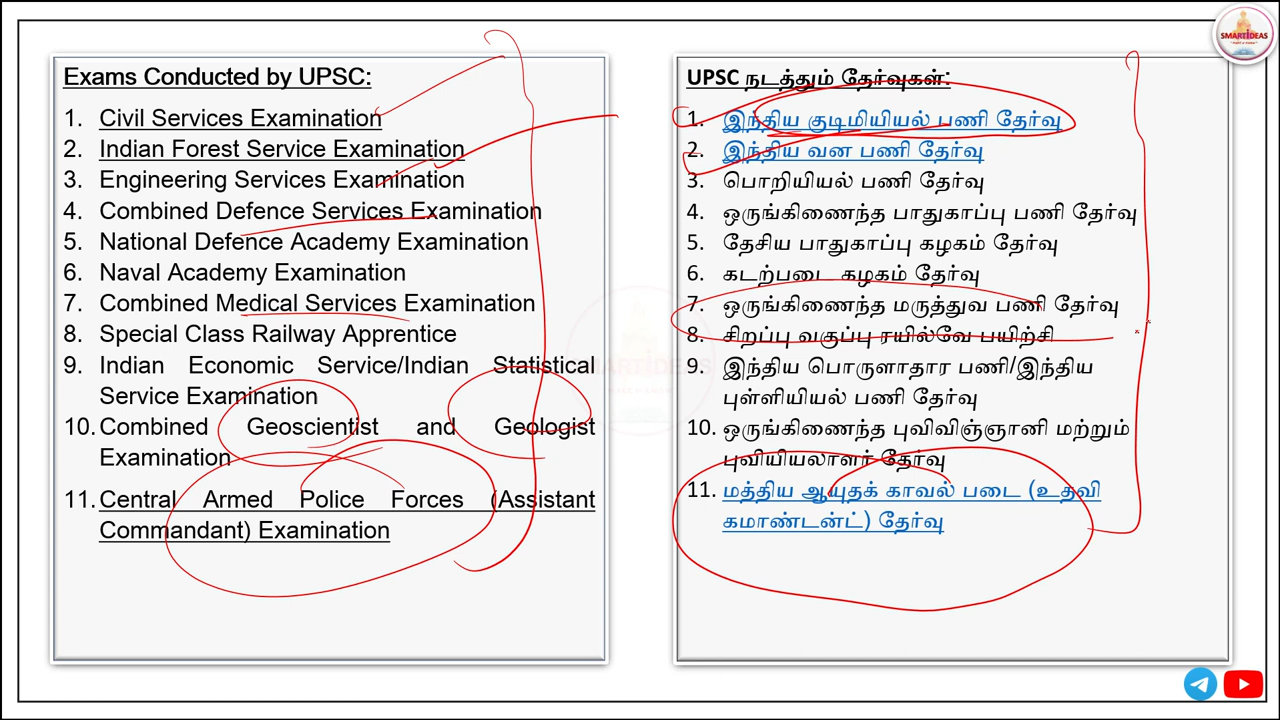 SMARTIDEAS
Exams Conducted by UPSC:
1. Civil Services Examination
2. Indian Forest Service Examination
3. Engineering Services Examination
4. Combined Defence Services Examination
5. National Defence Academy Examination
6. Naval Academy Examination
7. Combined Medical Services Examination
8. Special Class Railway Apprentice
9. Indian Economic Service/Indian Statistical
Service Examination
10. Combined Geoscientist and Geologist
Examination
11. Central Armed Police Forces (Assistant
Commandant) Examination
UPSC நடத்தும் தேர்வுகள்:
1. இந்திய குடிமியியல் பணி தேர்வு
2. இந்திய வன பணி தேர்வு
3. பொறியியல் பணி தேர்வு
4. ஒருங்கிணைந்த பாதுகாப்பு பணி தேர்வு
5. தேசிய பாதுகாப்பு கழகம் தேர்வு
6. கடற்படை கழகம் தேர்வு
7. ஒருங்கிணைந்த மருத்துவ பணி தேர்வு
8. சிறப்பு வகுப்பு ரயில்வே பயிற்சி
9. இந்திய பொருளாதார பணி/இந்திய
புள்ளியியல் பணி தேர்வு
10. ஒருங்கிணைந்த புவிவிஞ்ஞானி மற்றும்
புவியியலாளர் தேர்வு
11. மத்திய ஆயுதக் காவல் படை (உதவி
கமாண்டன்ட்) தேர்வு